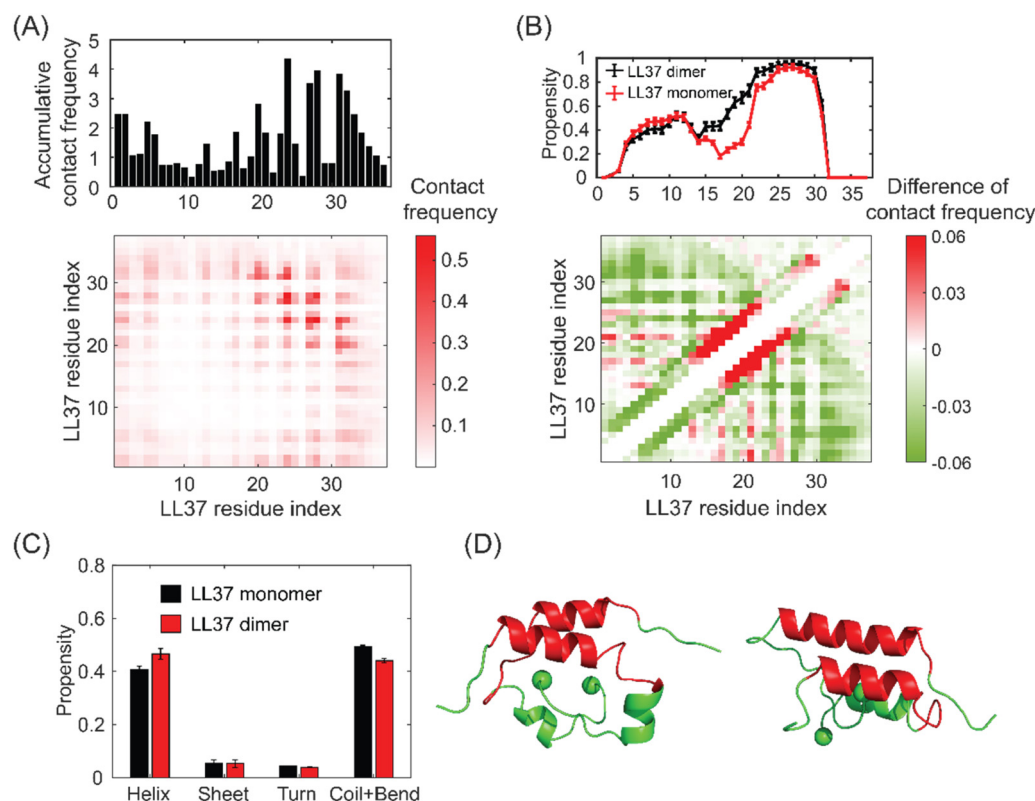 (A)
Accumulative
contact frequency
5
4
3
2
1
0
0 10 20 30
Contact
frequency
LL37 residue index
30
20
10
10 20 30
LL37 residue index
0.5
0.4
0.3
0.2
0.1
(B)
Propensity
1
0.8
0.6
0.4
0.2
0
LL37 dimer
LL37 monomer
0 5 10 15 20 25 30 35
Difference of
contact frequency
LL37 residue index
30
20
10
10 20 30
LL37 residue index
0.06
0.03
0
-0.03
-0.06
(C)
Propensity
0.8
0.6
0.4
0.2
0
LL37 monomer
LL37 dimer
Helix Sheet Turn Coil+Bend
(D)